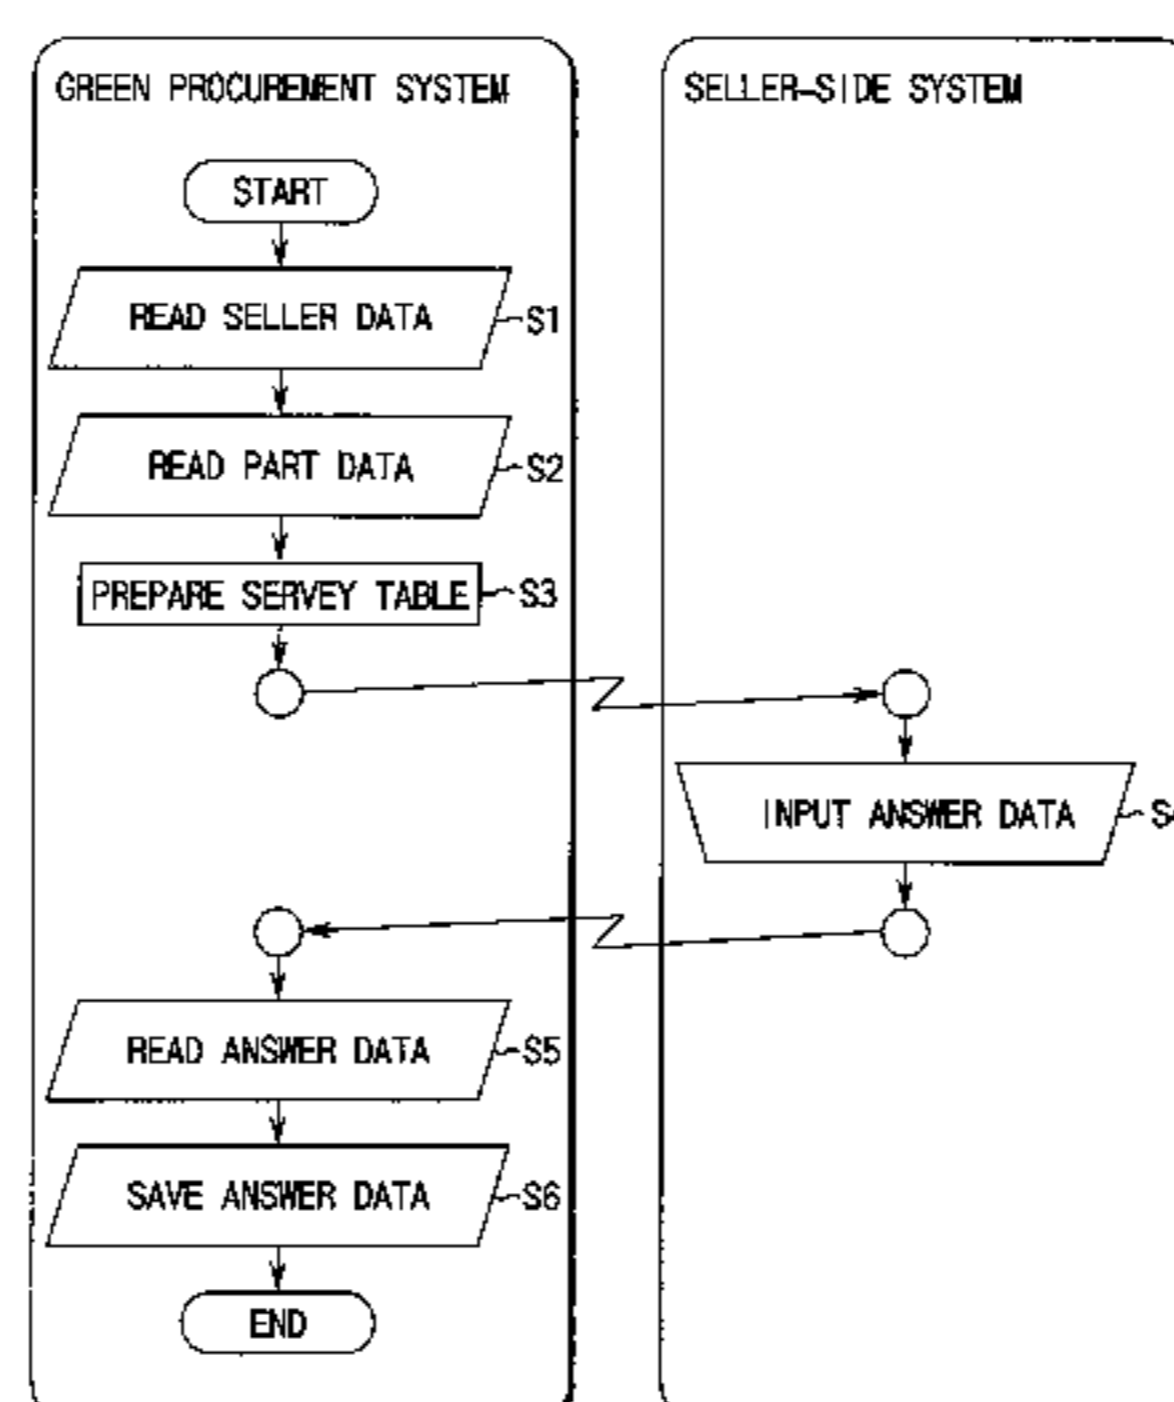 GREEN PROCUREMENT SYSTEM
START
READ SELLER DATA
S1
READ PART DATA
S2
PREPARE SERVEY TABLE
S3
SELLER-SIDE SYSTEM
INPUT ANSWER DATA
READ ANSWER DATA
S5
SAVE ANSWER DATA
S6
END